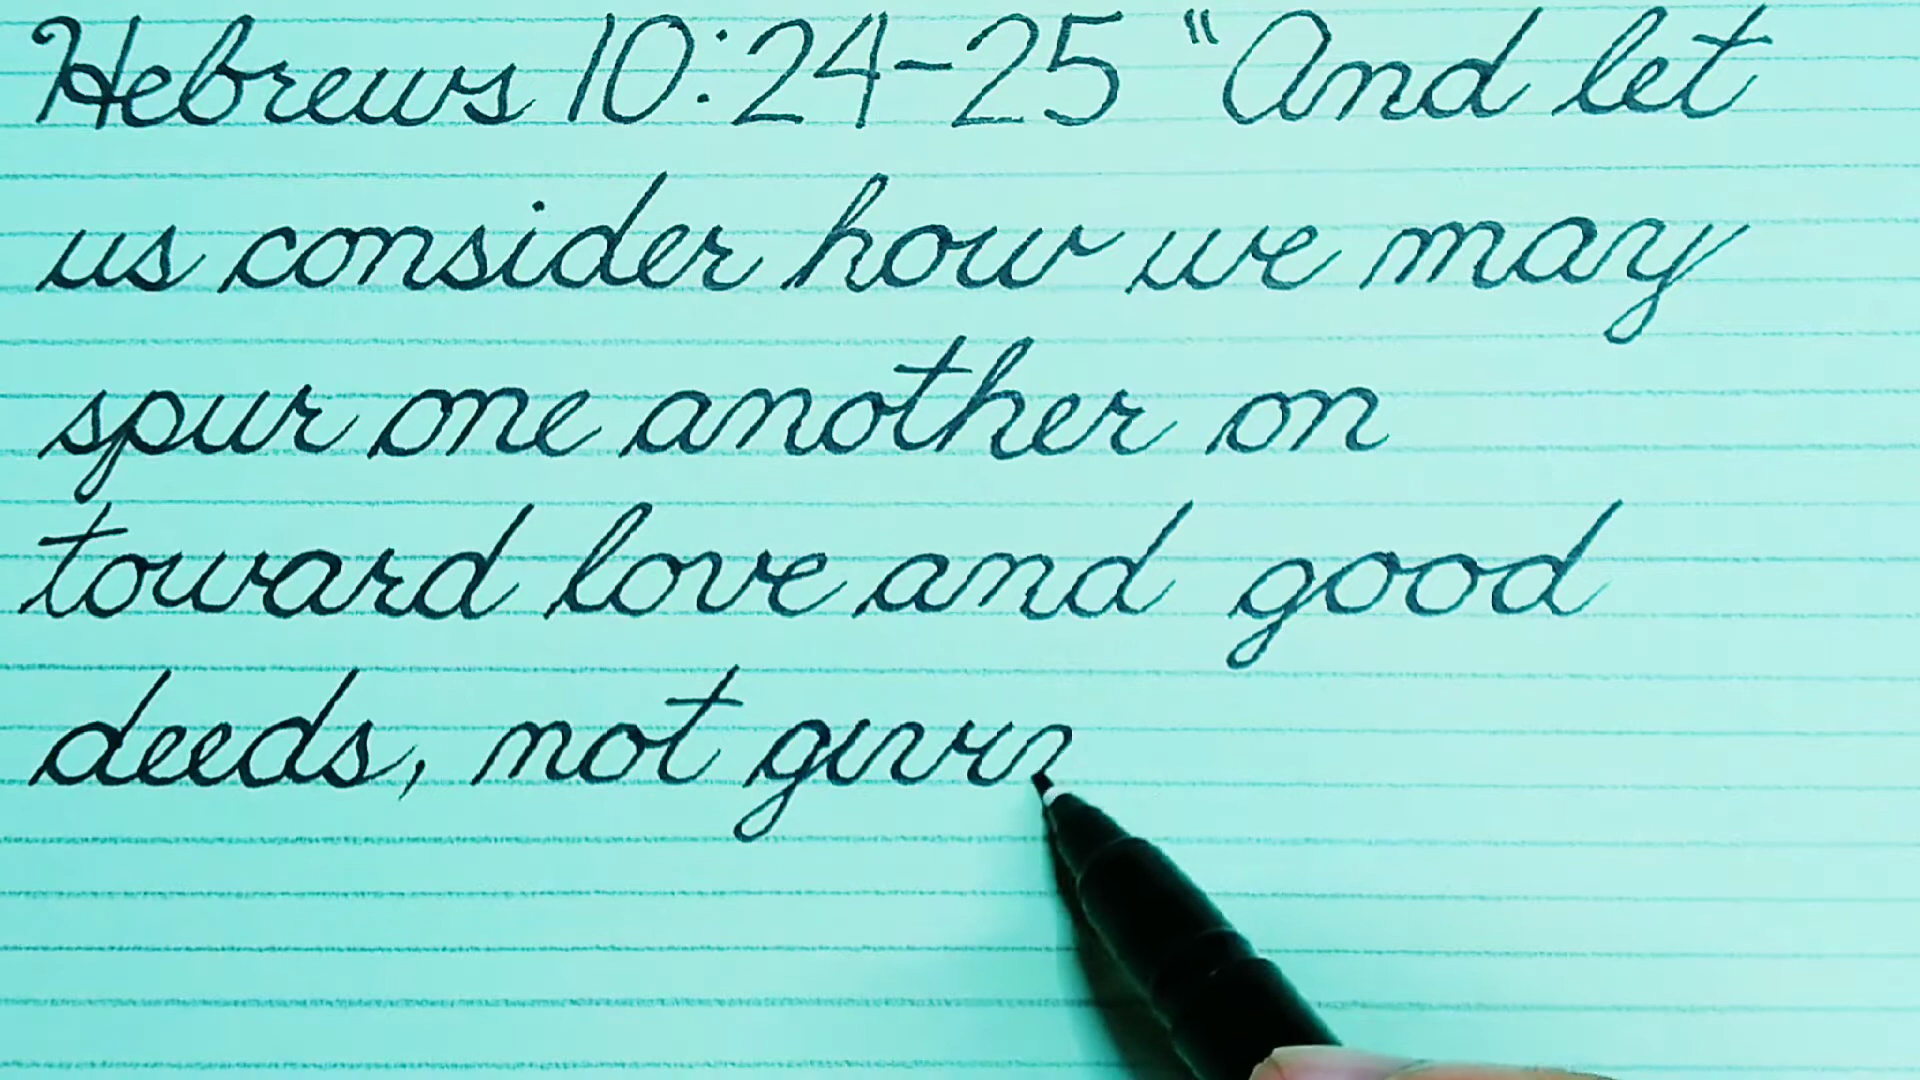 Hebrews 10:24-25 "And let
us consider how we may
spur one another on
toward love and good
deeds, not